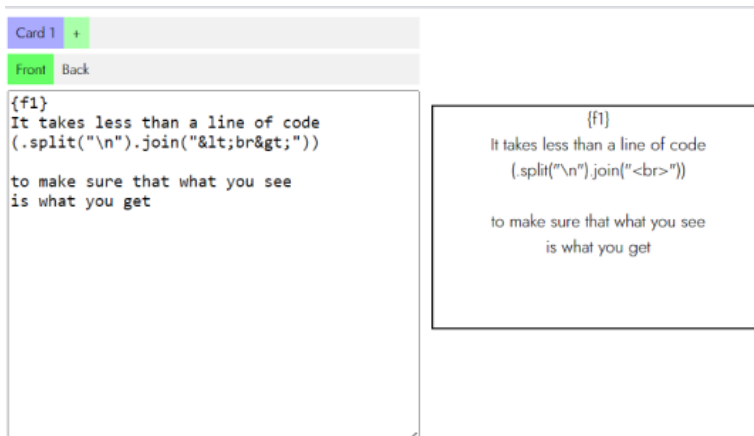 Card 1 +
Front Back
{f1}
It takes less than a line of code
(.split("\n").join("&lt;br&gt;"))
to make sure that what you see
is what you get
{f1}
It takes less than a line of code
(.split("\n").join("<br>"))
to make sure that what you see
is what you get